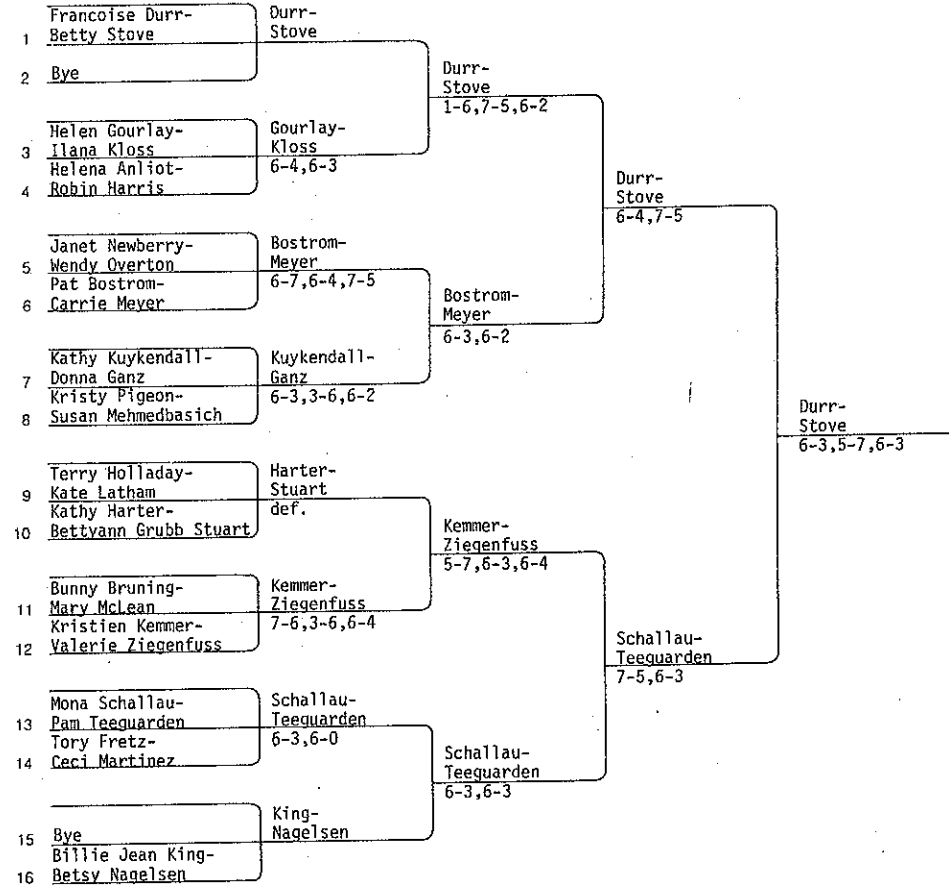 Francoise Durr-
1 Betty Stove
2 Bye
3 Helen Gourlay-
Ilana Kloss
4 Helena Anliot-
Robin Harris
5 Janet Newberry-
Wendy Overton
6 Pat Bostrom-
Carrie Meyer
7 Kathy Kuykendall-
Donna Ganz
8 Kristy Pigeon-
Susan Mehmedbasich
9 Terry Holladay-
Kate Latham
10 Kathy Harter-
Bettyann Grubb Stuart
11 Bunny Bruning-
Mary McLean
12 Kristien Kemmer-
Valerie Ziegenfuss
13 Mona Schallau-
Pam Teeguarden
14 Tory Fretz-
Ceci Martinez
15 Bye
16 Billie Jean King-
Betsy Nagelsen
Durr-
Stove
Gourlay-
Kloss
6-4,6-3
Bostrom-
Meyer
6-7,6-4,7-5
Kuykendall-
Ganz
6-3,3-6,6-2
Harter-
Stuart
def.
Kemmer-
Ziegenfuss
7-6,3-6,6-4
Schallau-
Teeguarden
6-3,6-0
King-
Nagelsen
Durr-
Stove
1-6,7-5,6-2
Bostrom-
Meyer
6-3,6-2
Kemmer-
Ziegenfuss
5-7,6-3,6-4
Schallau-
Teeguarden
6-3,6-3
Durr-
Stove
6-4,7-5
Schallau-
Teeguarden
7-5,6-3
Durr-
Stove
6-3,5-7,6-3